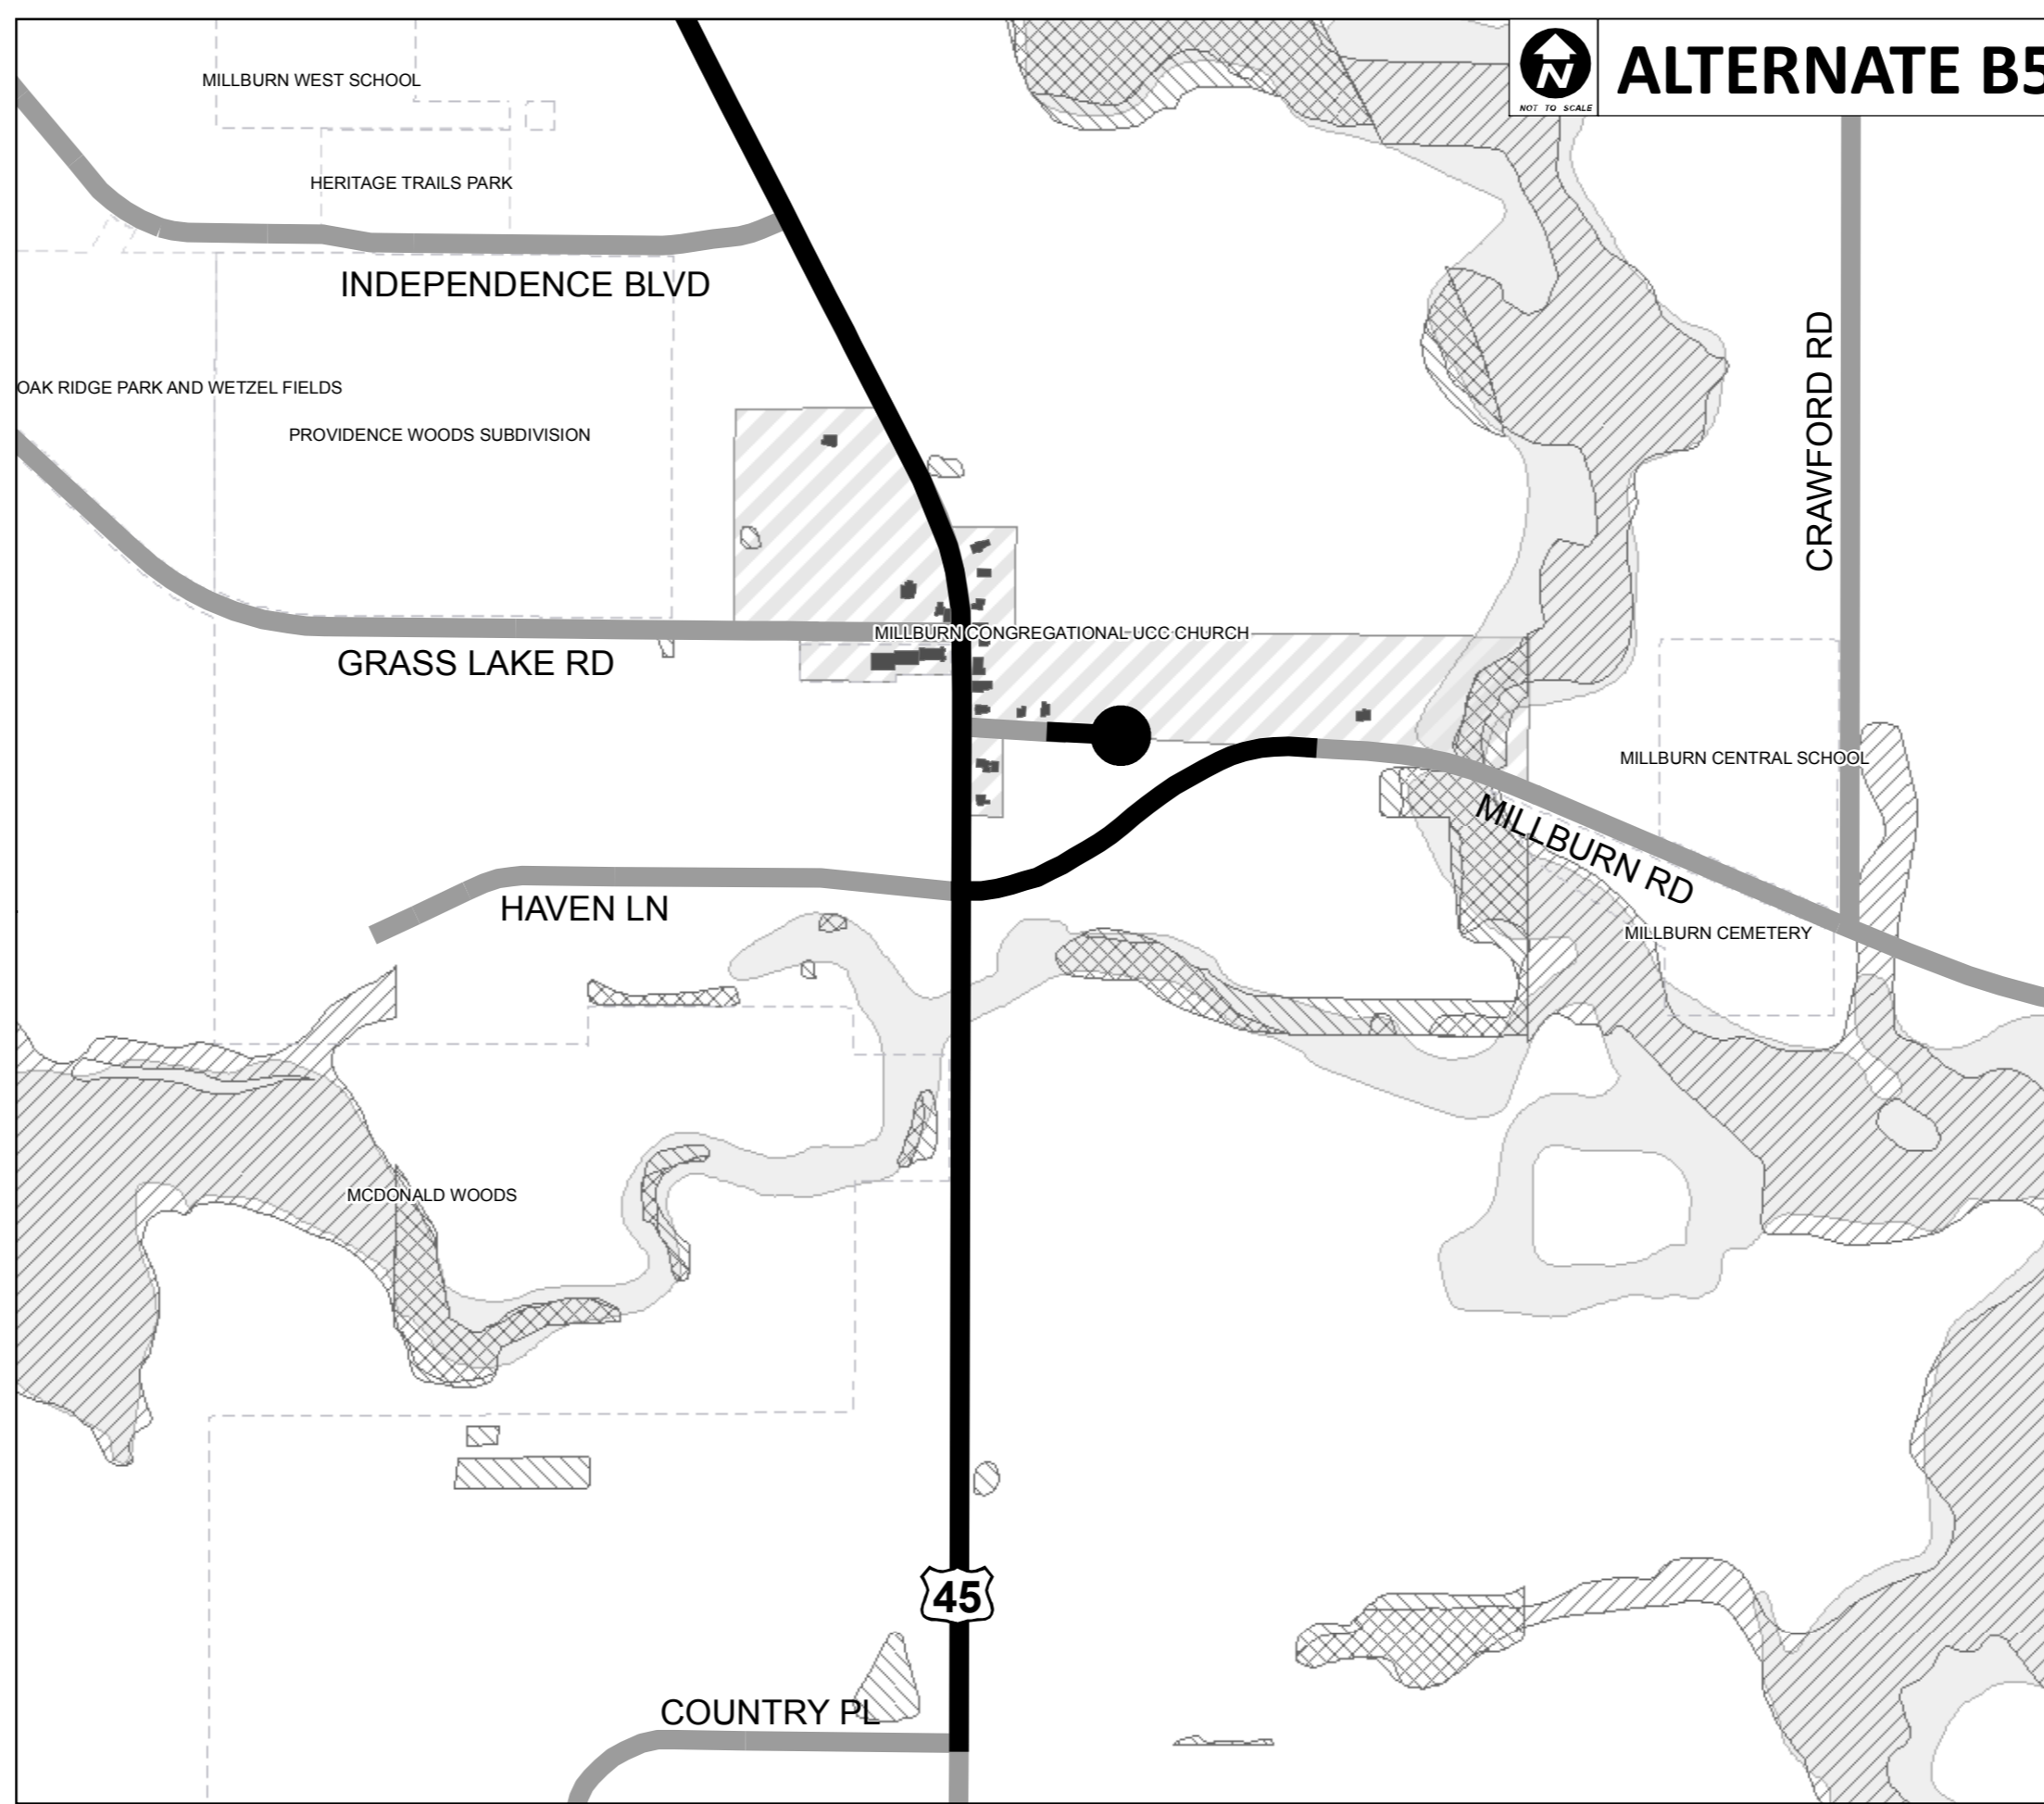 N
NOT TO SCALE
ALTERNATE B5
MILLBURN WEST SCHOOL
HERITAGE TRAILS PARK
INDEPENDENCE BLVD
OAK RIDGE PARK AND WETZEL FIELDS
PROVIDENCE WOODS SUBDIVISION
CRAWFORD RD
MILLBURN CONGREGATIONAL UCC CHURCH
GRASS LAKE RD
MILLBURN CENTRAL SCHOOL
MILLBURN RD
HAVEN LN
MILLBURN CEMETERY
MCDONALD WOODS
45
COUNTRY PL